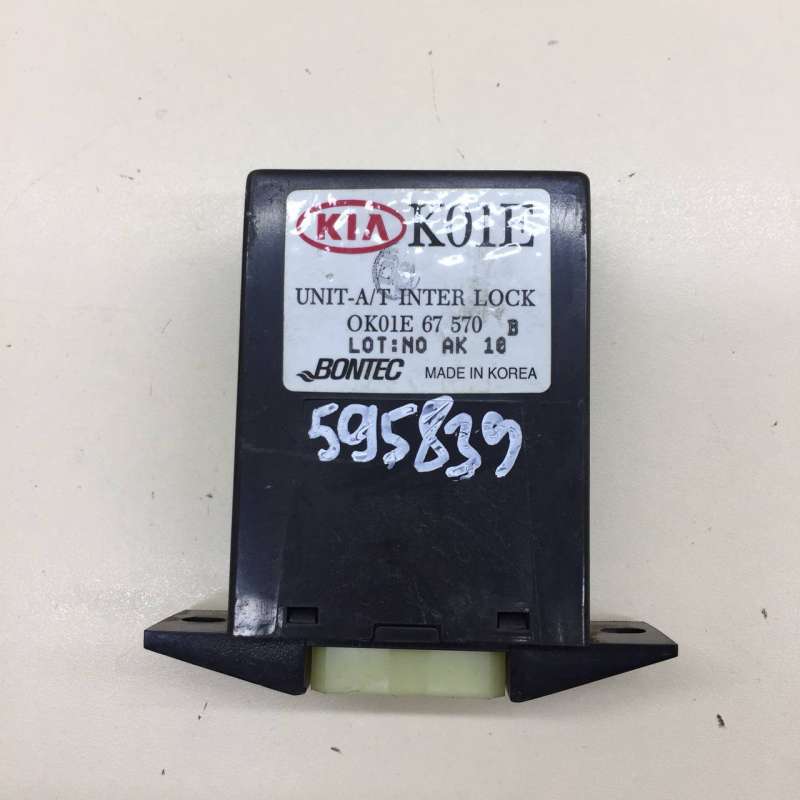 KIA K01E
UNIT-A/T INTER LOCK
OK01E 67 570 B
LOT:NO AK 10
BONTEC MADE IN KOREA
595839